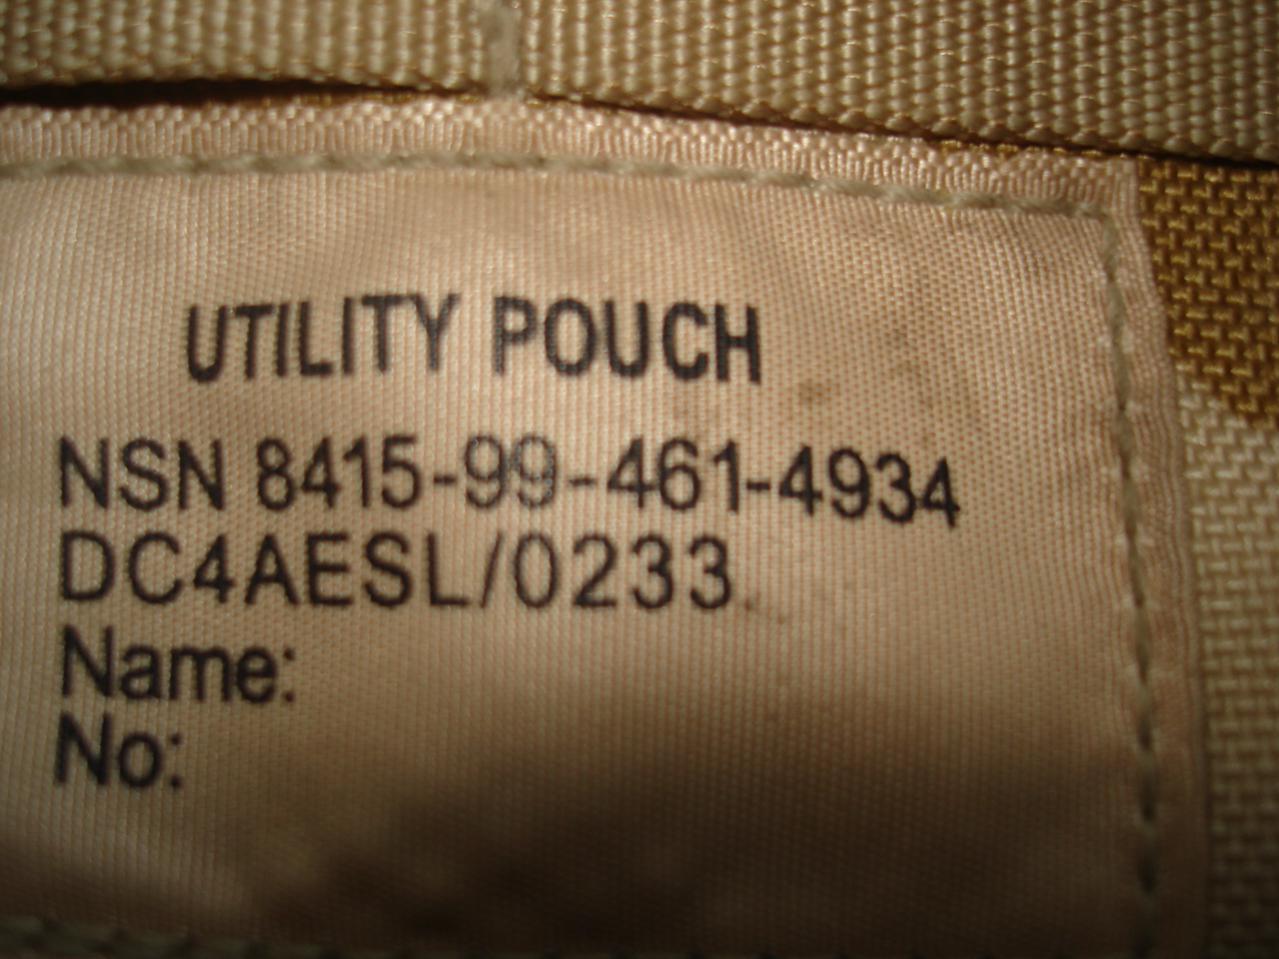 UTILITY POUCH
NSN 8415-99-461-4934
DC4AESL/0233
Name:
No: